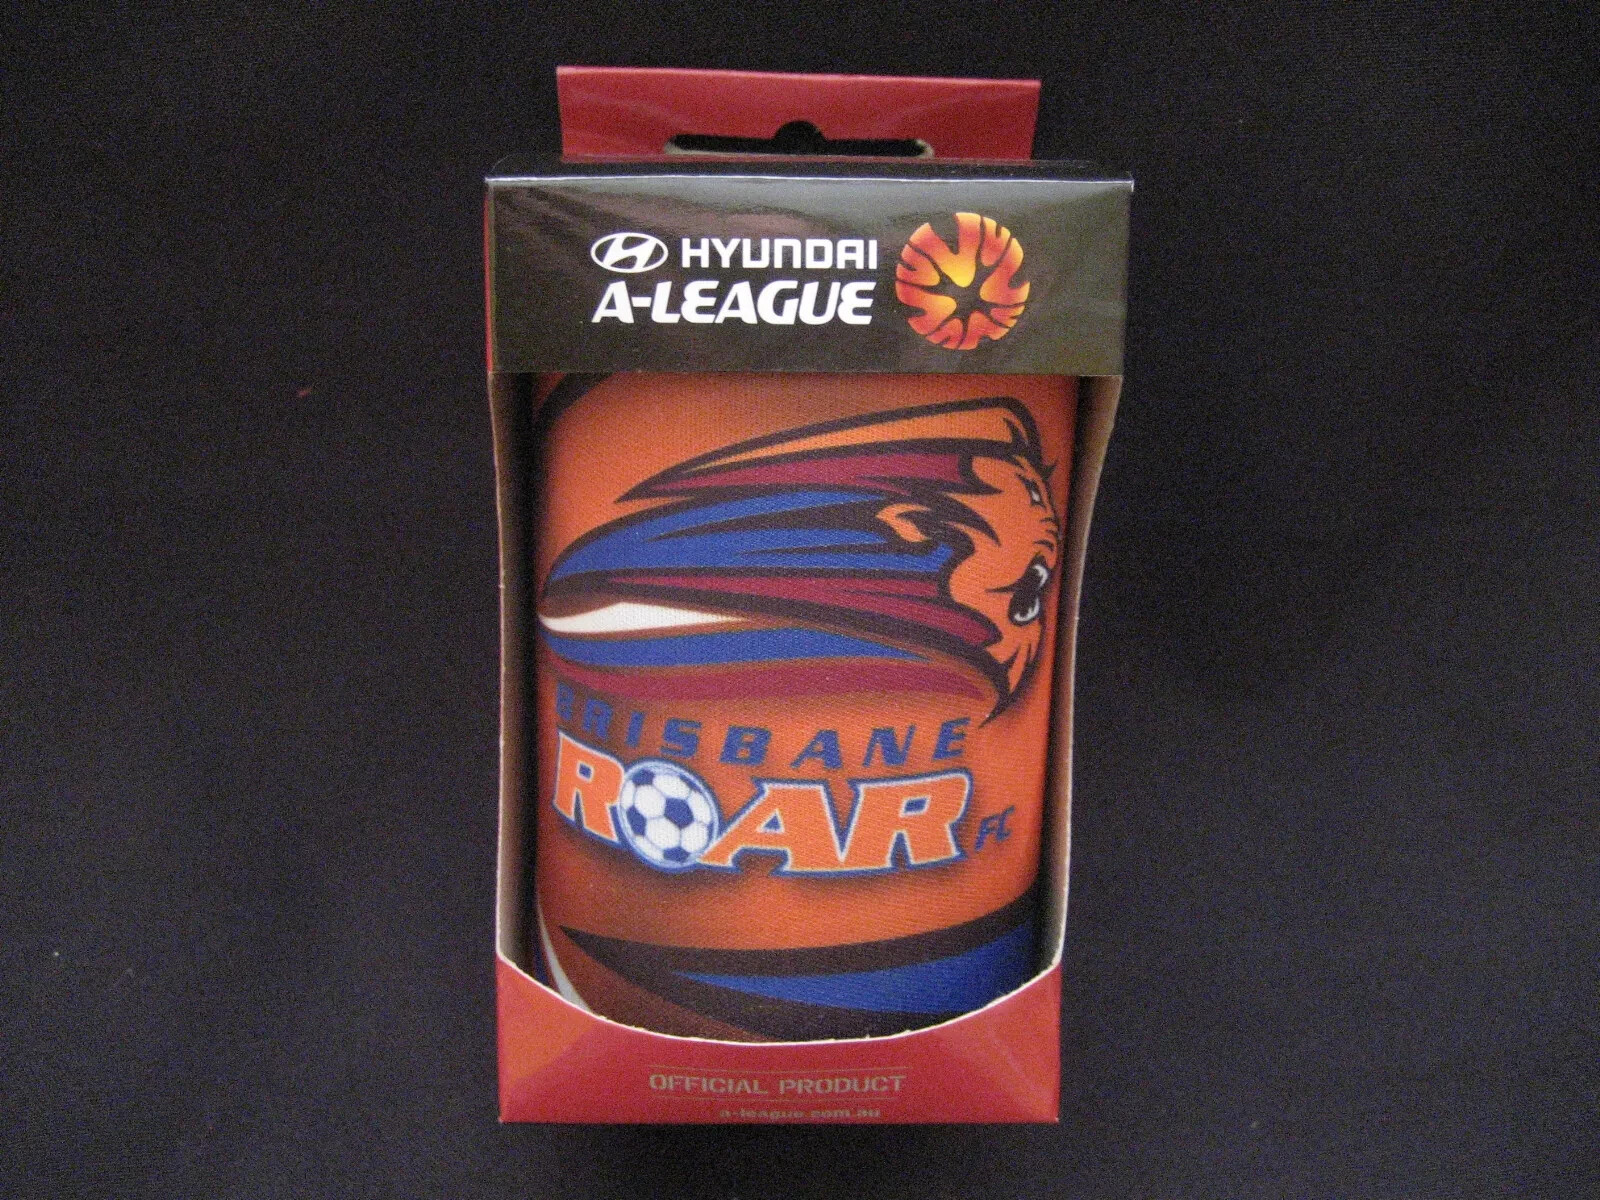 HYUNDAI
A-LEAGUE
BRISBANE
ROAR FC
OFFICIAL PRODUCT
a-league.com.au